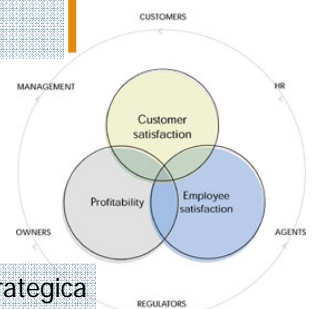 CUSTOMERS
MANAGEMENT
HR
Customer
satisfaction
Profitability
Employee
satisfaction
OWNERS
AGENTS
rategica
REGULATORS